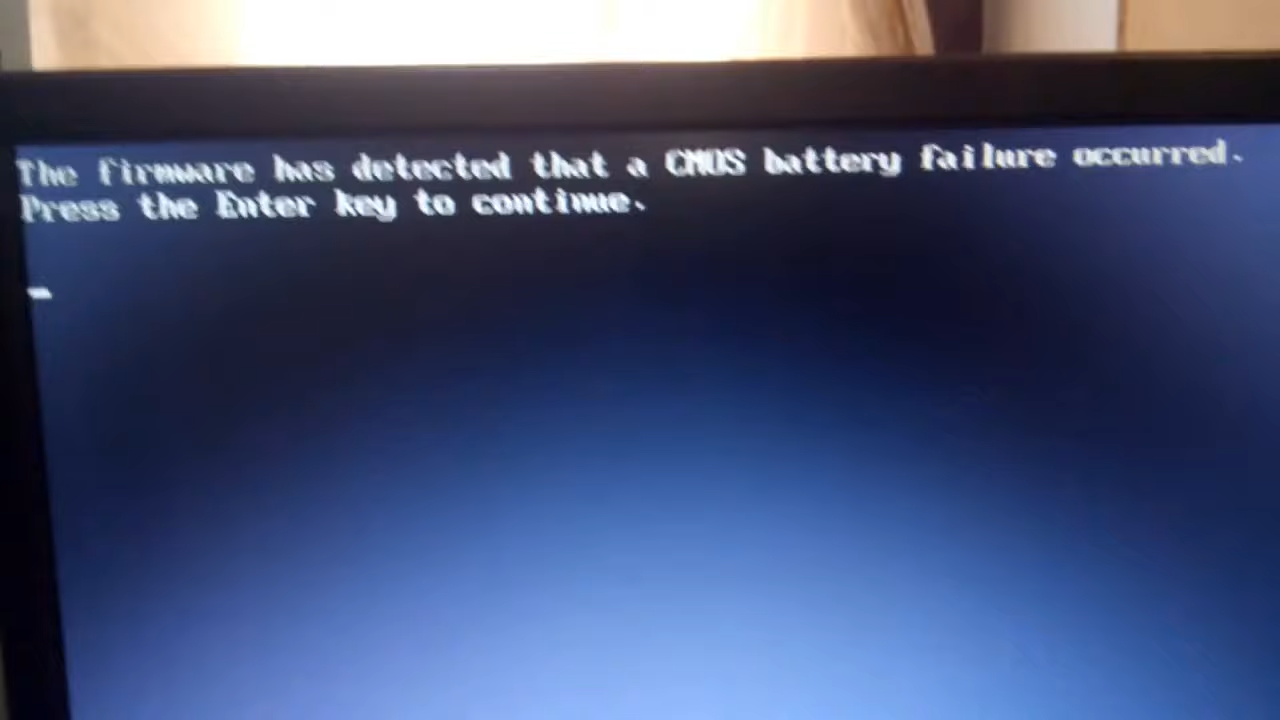 The firmware has detected that a CMOS battery failure occurred.
Press the Enter key to continue.